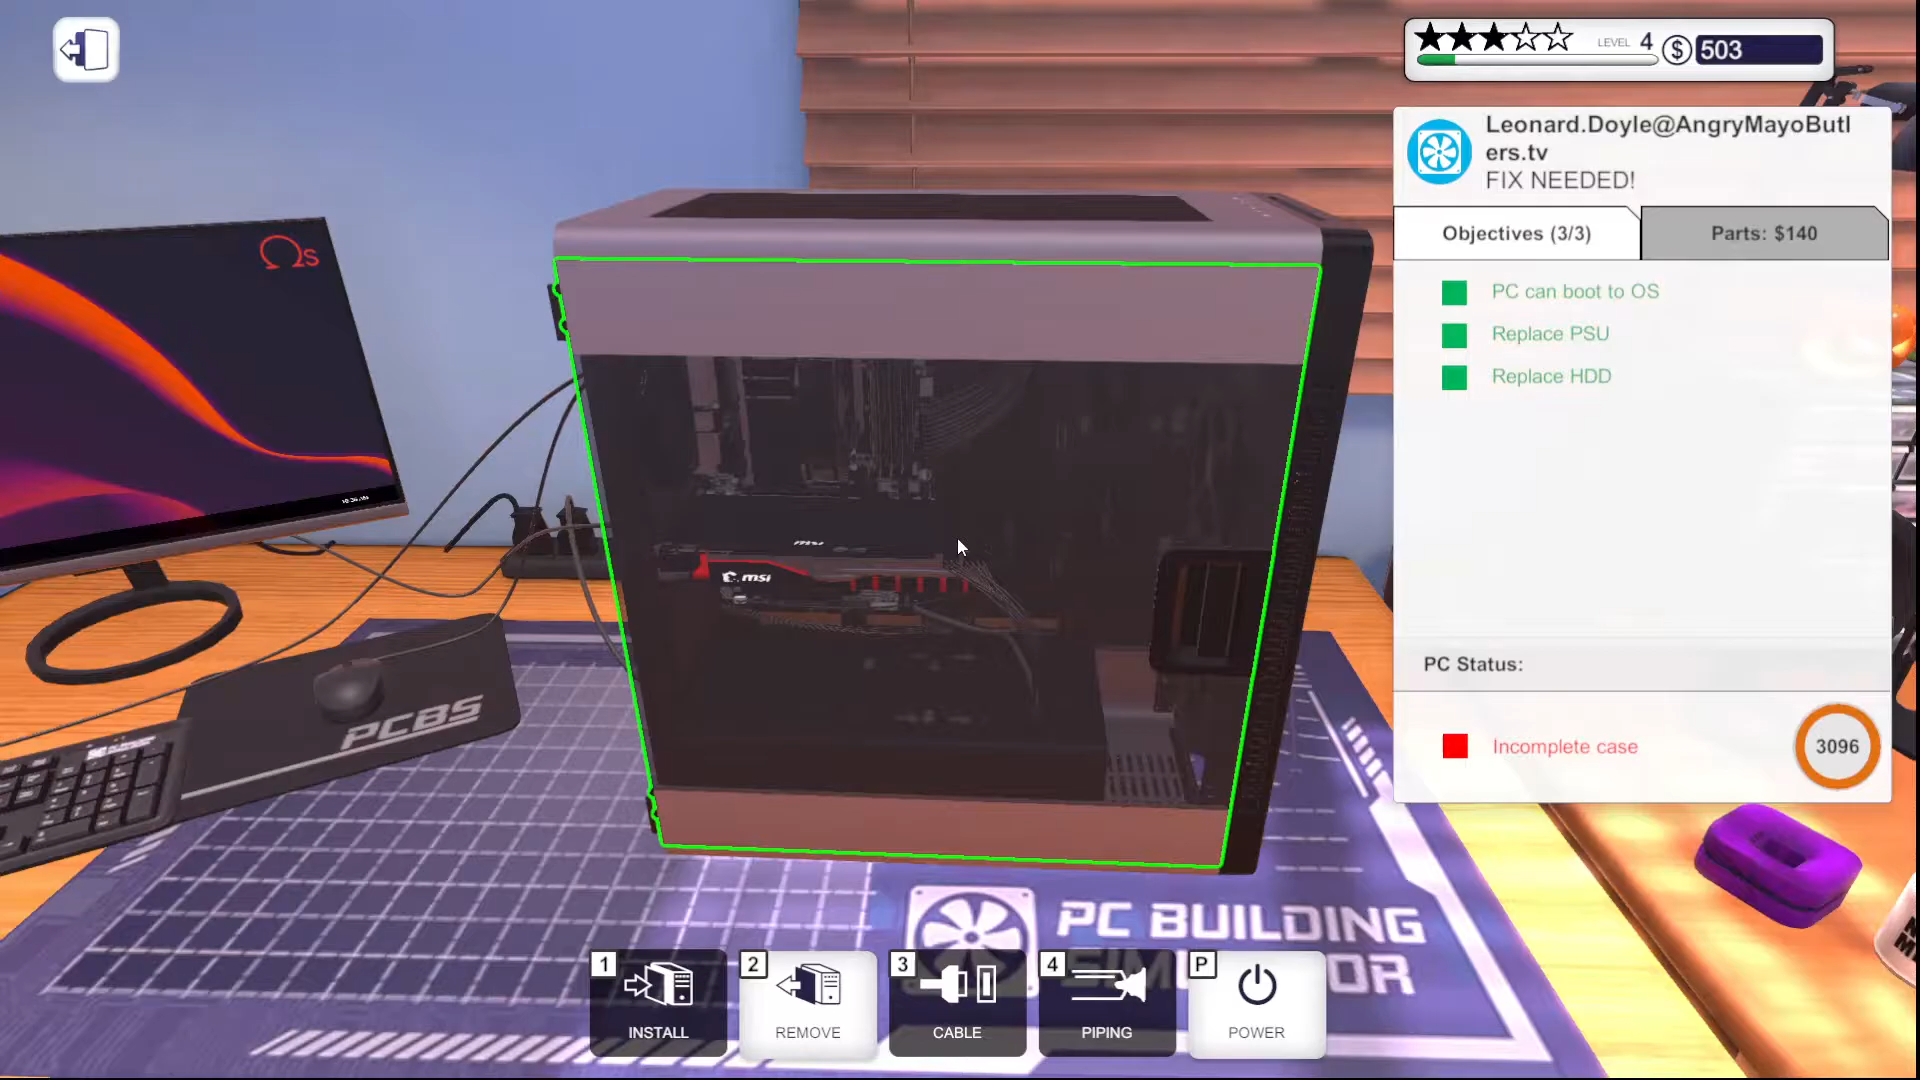 LEVEL 4
$ 503
Leonard.Doyle@AngryMayoButl
ers.tv
FIX NEEDED!
Objectives (3/3)
Parts: $140
PC can boot to OS
Replace PSU
Replace HDD
PC Status:
Incomplete case
3096
Ωs
msi
msi
PCBS
PC BUILDING
1
INSTALL
2
REMOVE
3
CABLE
4
PIPING
P
POWER